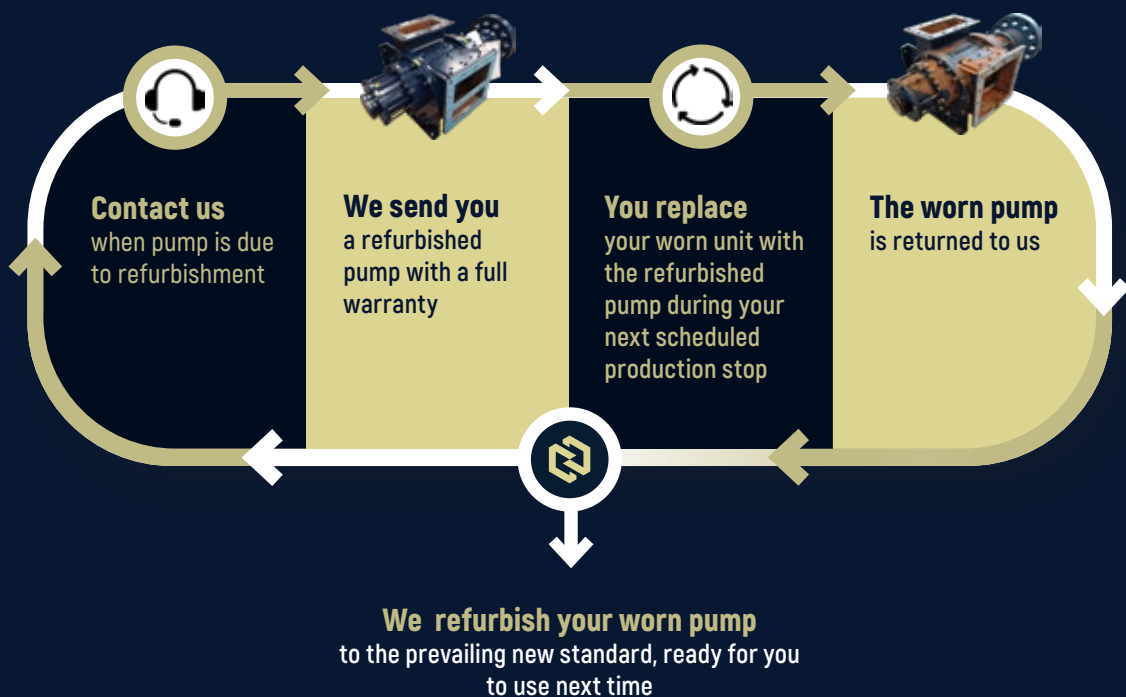 Contact us
when pump is due
to refurbishment
We send you
a refurbished
pump with a full
warranty
You replace
your worn unit with
the refurbished
pump during your
next scheduled
production stop
The worn pump
is returned to us
We refurbish your worn pump
to the prevailing new standard, ready for you
to use next time